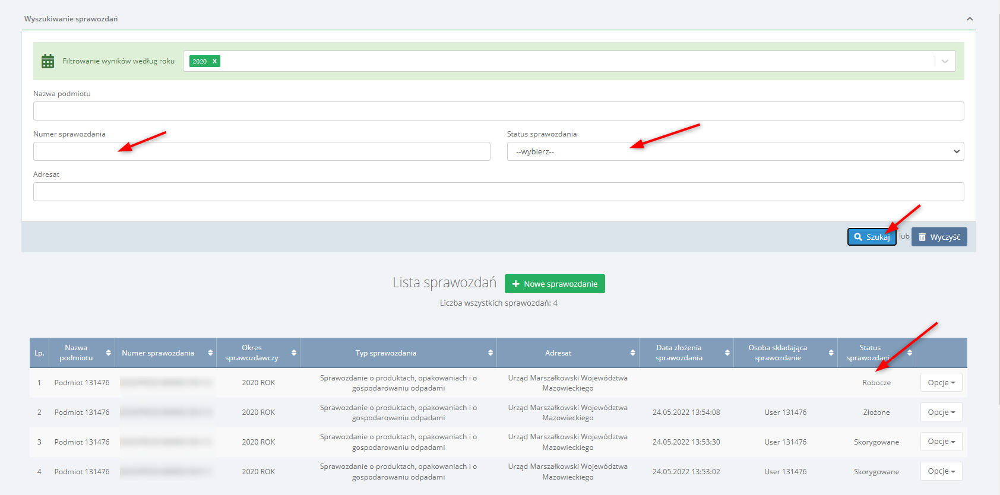 Wyszukiwanie sprawozdań
Filtrowanie wyników według roku
2020 x
Nazwa podmiotu
Numer sprawozdania
Status sprawozdania
--wybierz--
Adresat
Szukaj lub Wyczyść
Lista sprawozdań
+ Nowe sprawozdanie
Liczba wszystkich sprawozdań: 4
Lp.
Nazwa
podmiotu
Numer sprawozdania
Okres
sprawozdawczy
Typ sprawozdania
Adresat
Data złożenia
sprawozdania
Osoba składająca
sprawozdanie
Status
sprawozdania
1 Podmiot 131476
2020 ROK
Sprawozdanie o produktach, opakowaniach i o
gospodarowaniu odpadami
Urząd Marszałkowski Województwa
Mazowieckiego
Robocze
Opcje
2 Podmiot 131476
2020 ROK
Sprawozdanie o produktach, opakowaniach i o
gospodarowaniu odpadami
Urząd Marszałkowski Województwa
Mazowieckiego
24.05.2022 13:54:08
User 131476
Złożone
Opcje
3 Podmiot 131476
2020 ROK
Sprawozdanie o produktach, opakowaniach i o
gospodarowaniu odpadami
Urząd Marszałkowski Województwa
Mazowieckiego
24.05.2022 13:53:30
User 131476
Skorygowane
Opcje
4 Podmiot 131476
2020 ROK
Sprawozdanie o produktach, opakowaniach i o
gospodarowaniu odpadami
Urząd Marszałkowski Województwa
Mazowieckiego
24.05.2022 13:53:02
User 131476
Skorygowane
Opcje